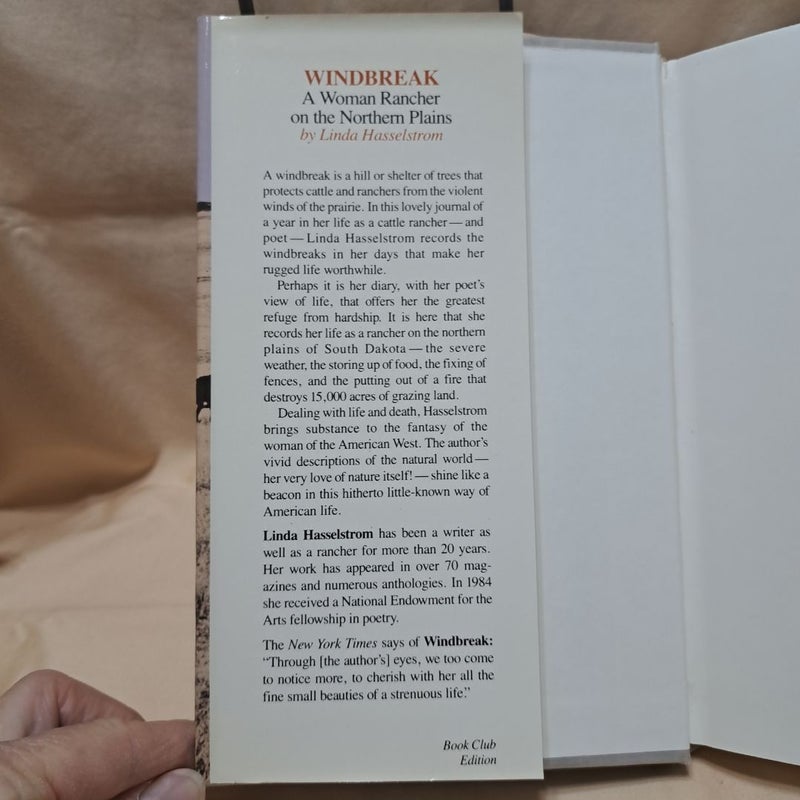 WINDBREAK
A Woman Rancher
on the Northern Plains
by Linda Hasselstrom
A windbreak is a hill or shelter of trees that
protects cattle and ranchers from the violent
winds of the prairie. In this lovely journal of
a year in her life as a cattle rancher—and
poet—Linda Hasselstrom records the
windbreaks in her days that make her
rugged life worthwhile.
Perhaps it is her diary, with her poet's
view of life, that offers her the greatest
refuge from hardship. It is here that she
records her life as a rancher on the northern
plains of South Dakota—the severe
weather, the storing up of food, the fixing of
fences, and the putting out of a fire that
destroys 15,000 acres of grazing land.
Dealing with life and death, Hasselstrom
brings substance to the fantasy of the
woman of the American West. The author's
vivid descriptions of the natural world—
her very love of nature itself!—shine like a
beacon in this hitherto little-known way of
American life.
Linda Hasselstrom has been a writer as
well as a rancher for more than 20 years.
Her work has appeared in over 70 mag-
azines and numerous anthologies. In 1984
she received a National Endowment for the
Arts fellowship in poetry.
The New York Times says of Windbreak:
"Through [the author's] eyes, we too come
to notice more, to cherish with her all the
fine small beauties of a strenuous life."
Book Club
Edition